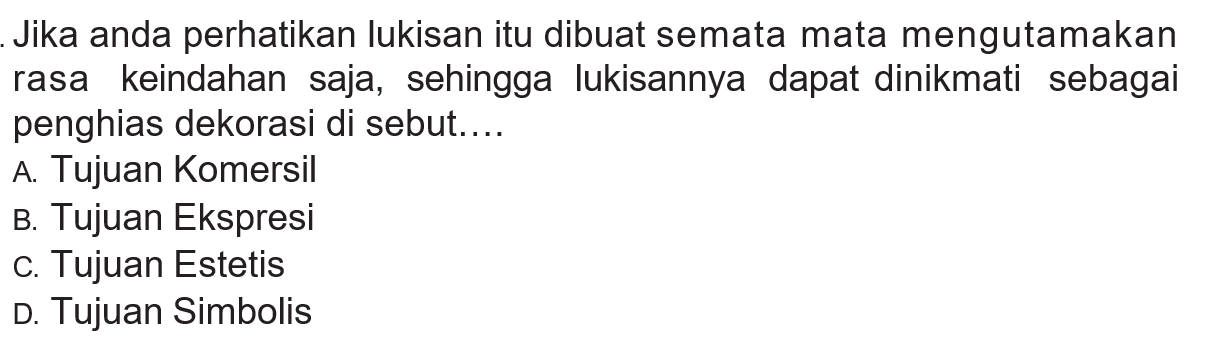 . Jika anda perhatikan lukisan itu dibuat semata mata mengutamakan
rasa keindahan saja, sehingga lukisannya dapat dinikmati sebagai
penghias dekorasi di sebut....
A. Tujuan Komersil
B. Tujuan Ekspresi
C. Tujuan Estetis
D. Tujuan Simbolis